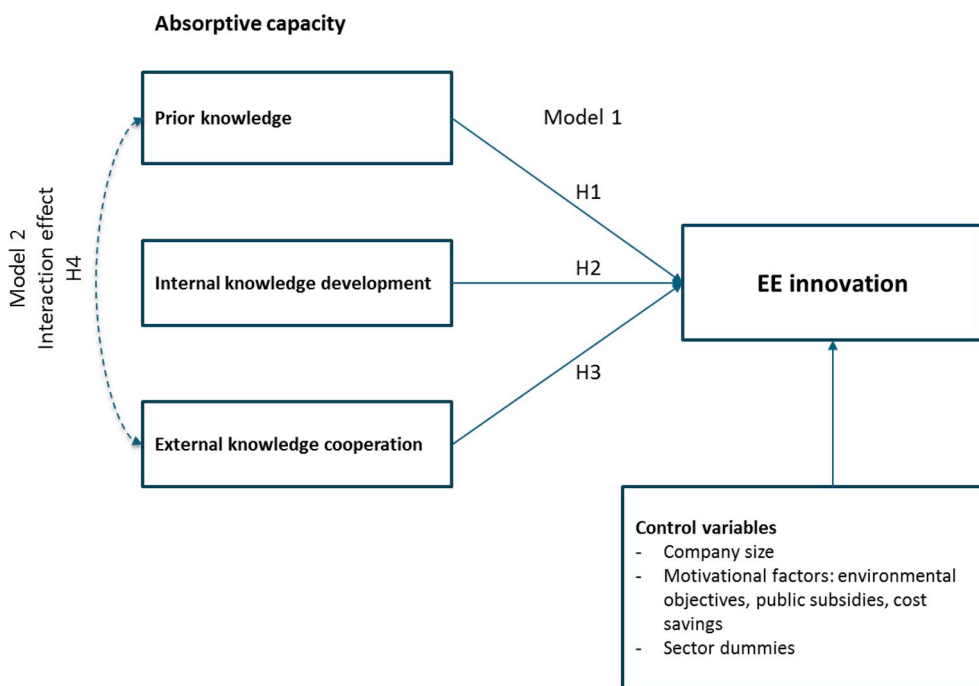 Absorptive capacity
Prior knowledge
Model 1
H1
Model 2
Interaction effect
H4
Internal knowledge development
H2
EE innovation
H3
External knowledge cooperation
Control variables
- Company size
- Motivational factors: environmental
objectives, public subsidies, cost
savings
- Sector dummies